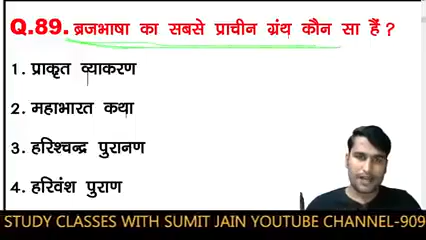 Q.89. ब्रजभाषा का सबसे प्राचीन ग्रंथ कौन सा हैं ?
1. प्राकृत व्याकरण
2. महाभारत कथा
3. हरिश्चन्द्र पुरानण
4. हरिवंश पुराण
STUDY CLASSES WITH SUMIT JAIN YOUTUBE CHANNEL-909